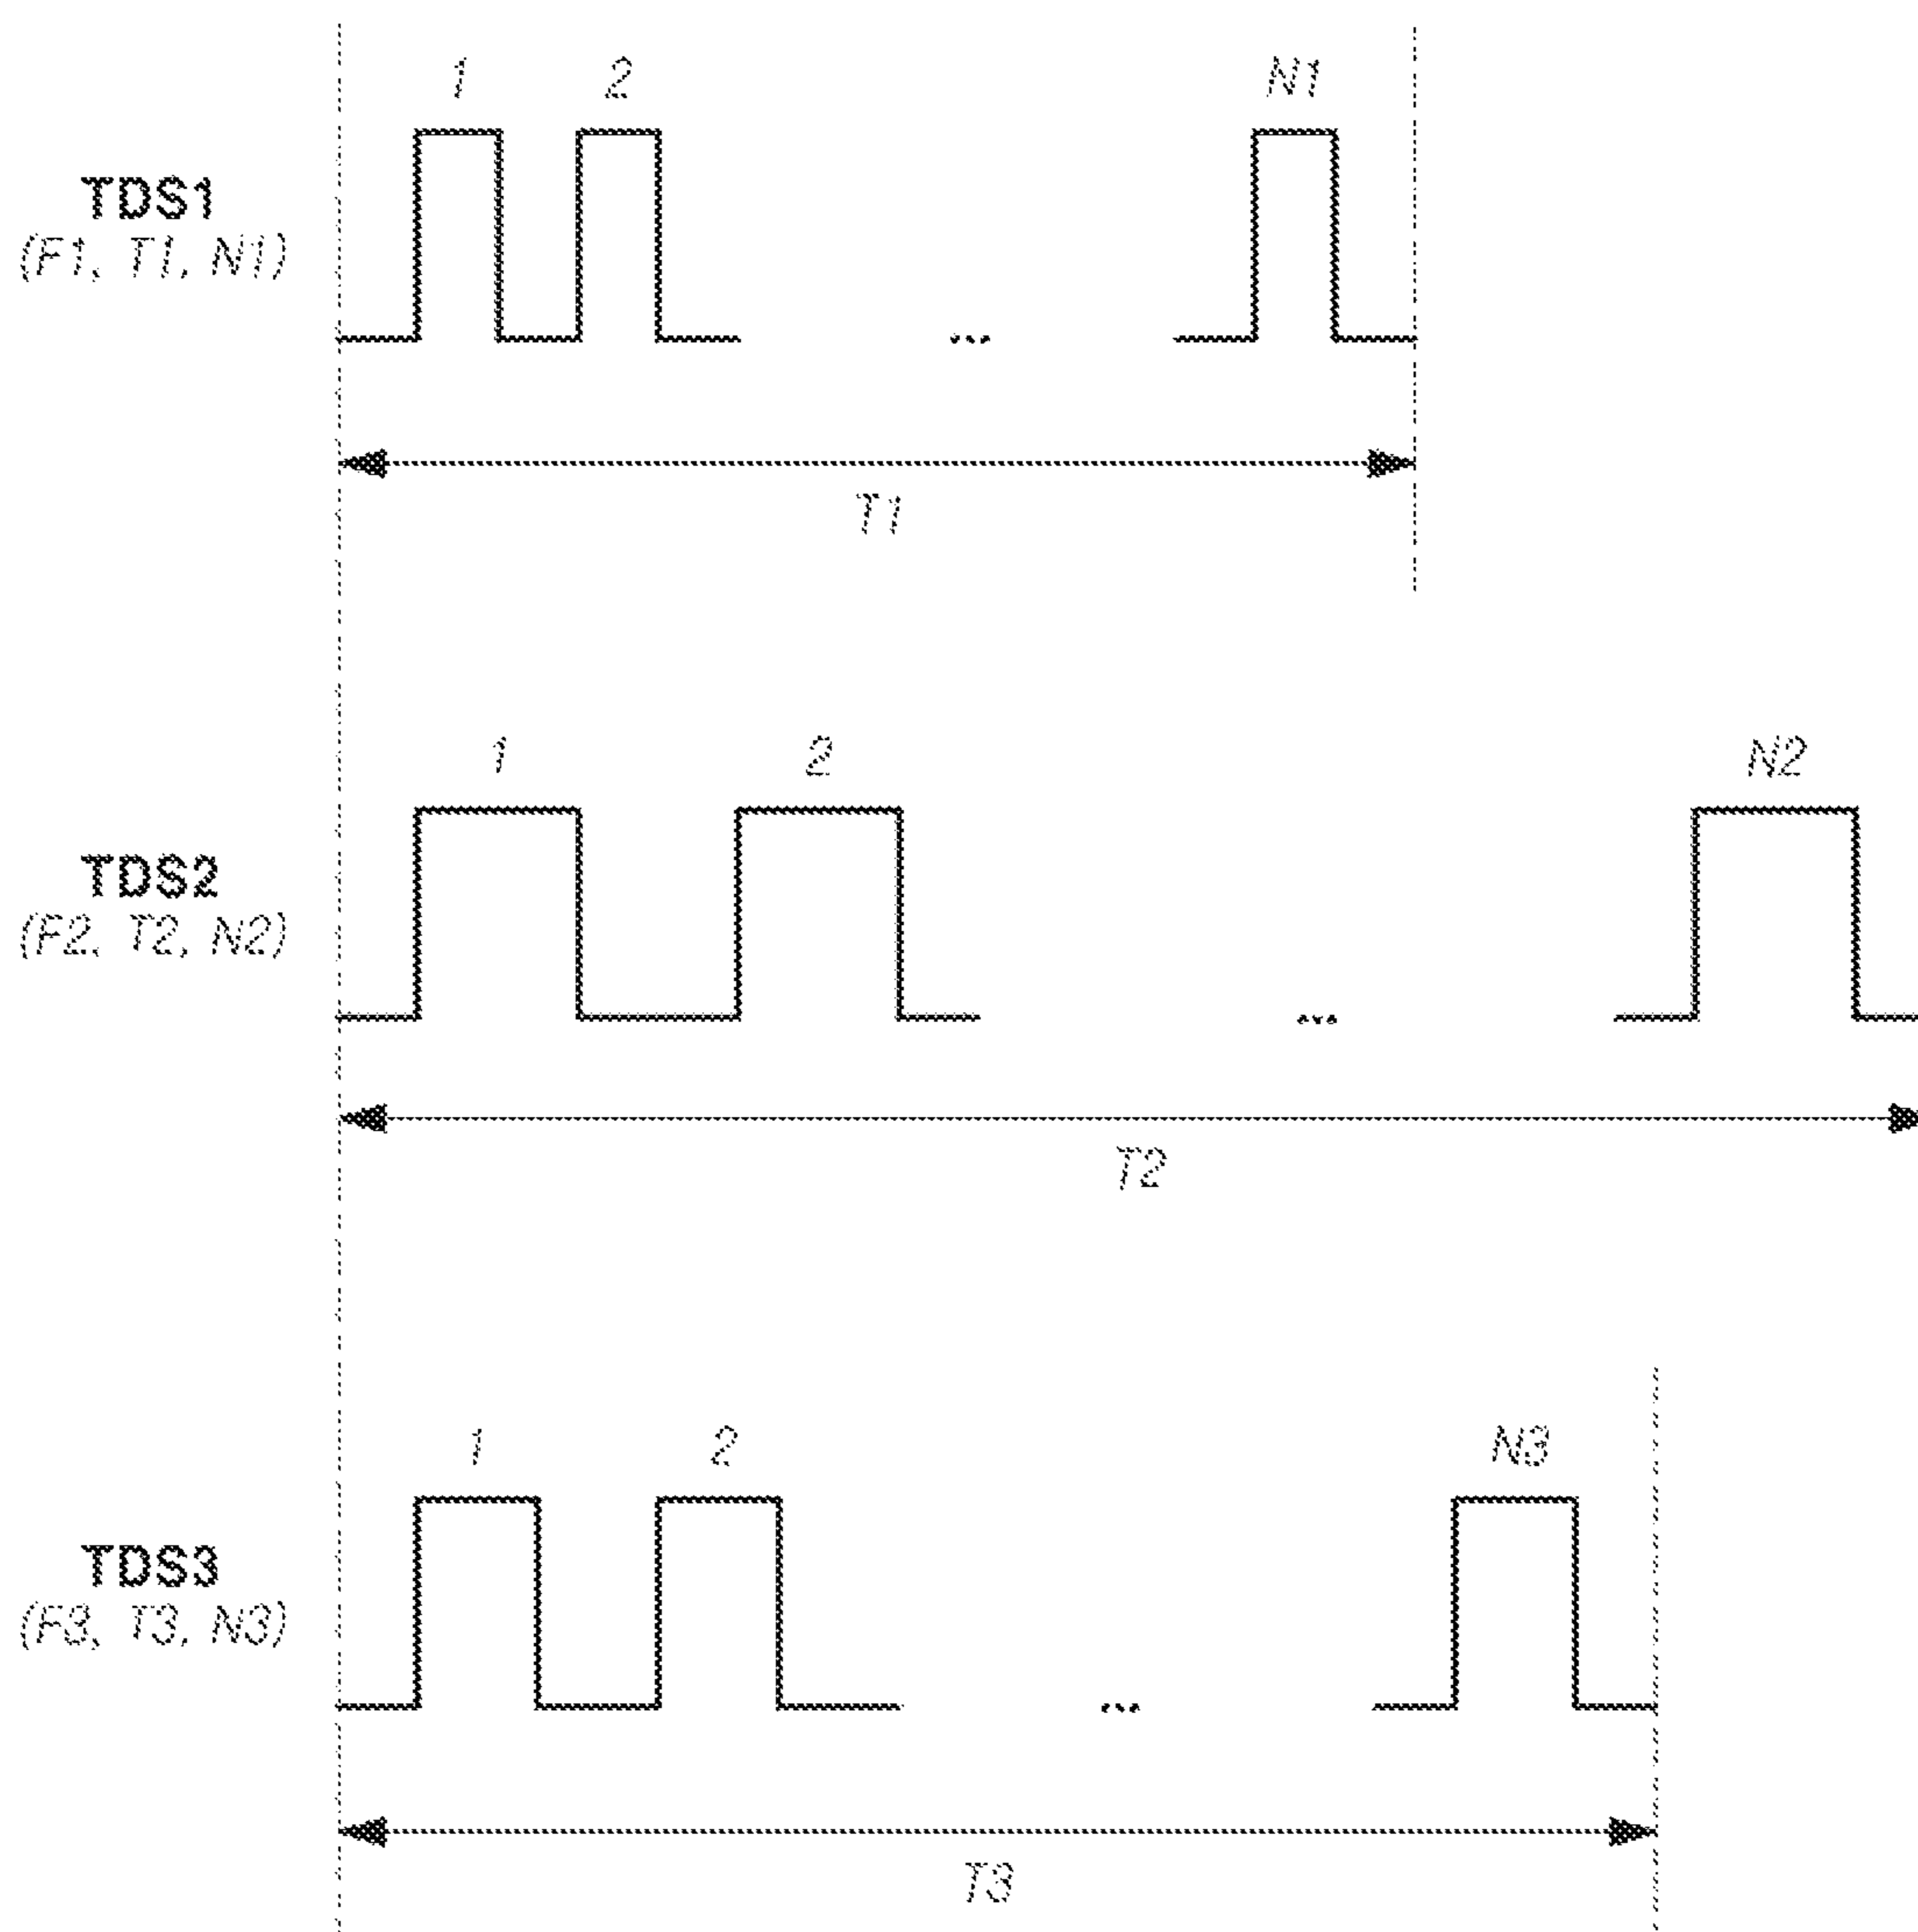 1 2 N1
TDS1
(F1, T1, N1)
...
T1
1 2 N2
TDS2
(F2, T2, N2)
...
T2
1 2 N3
TDS3
(F3, T3, N3)
...
T3